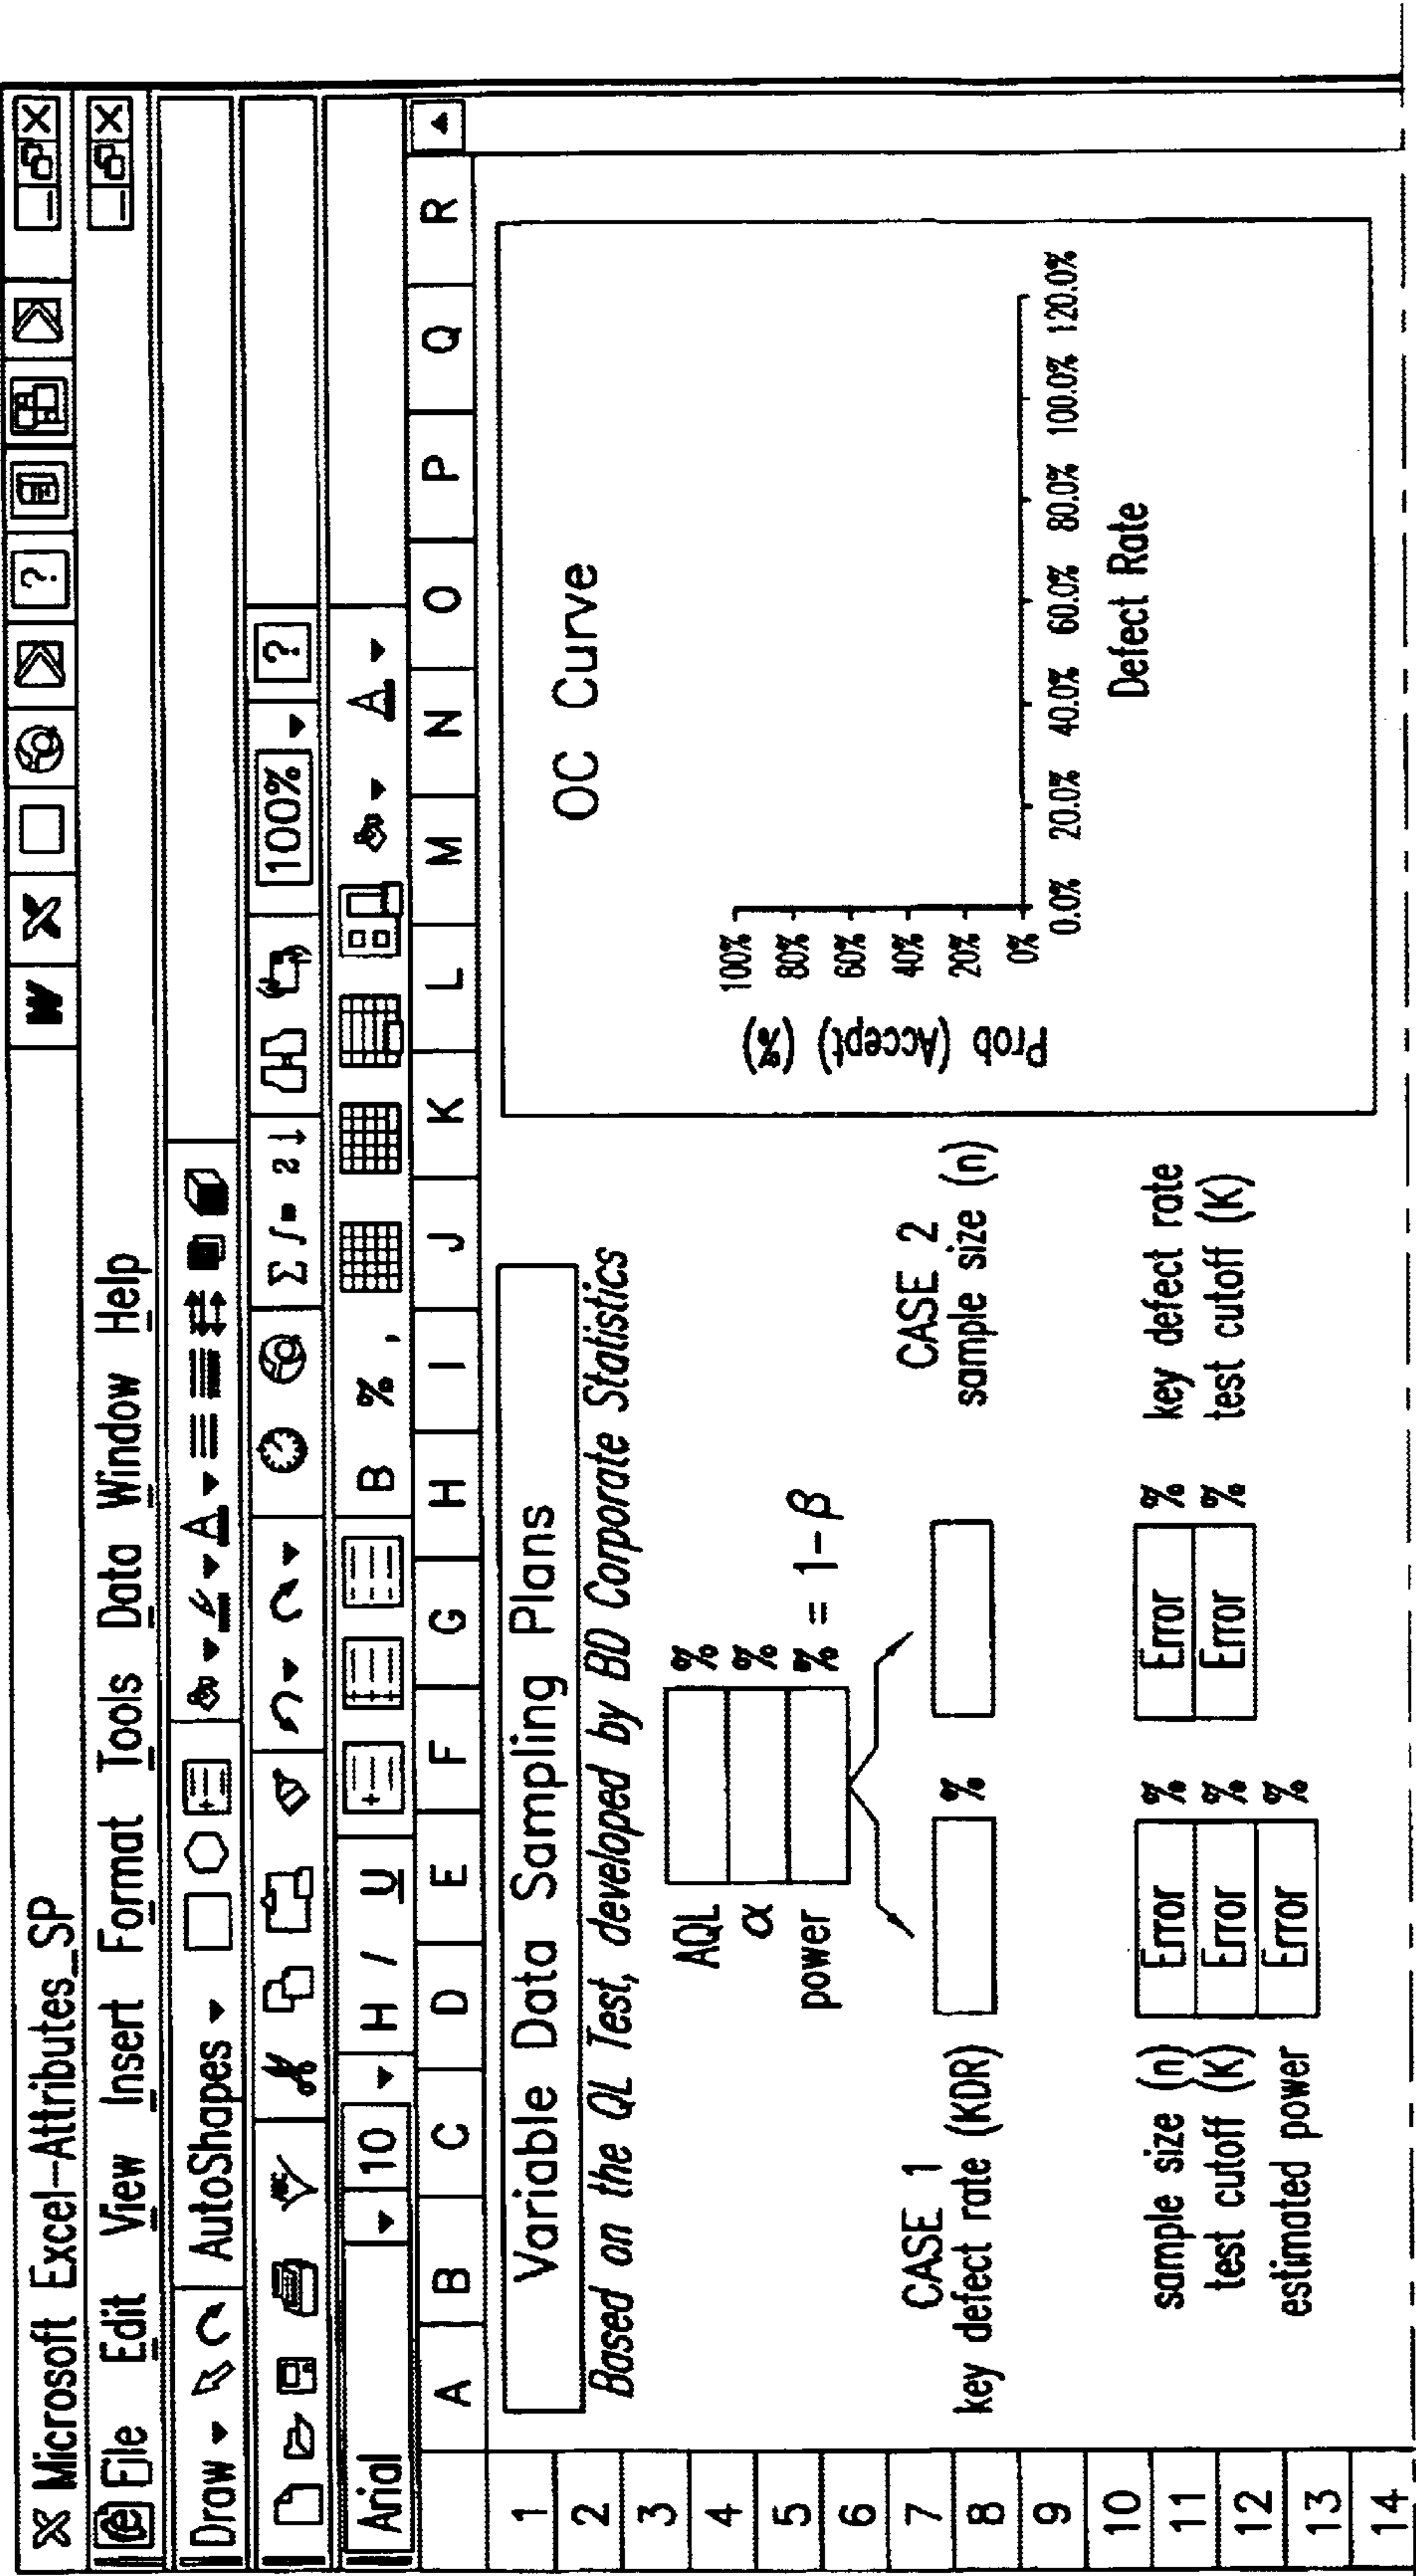 Microsoft Excel-Attributes_SP
W X ?
File Edit View Insert Format Tools Data Window Help
Draw AutoShapes A
Σ 100% ?
Arial 10 H / U B % , A
A B C D E F G H I J K L M N O P Q R
1
2
3
4
5
6
7
8
9
10
11
12
13
14
Variable Data Sampling Plans
Based on the QL Test, developed by BD Corporate Statistics
AQL %
α %
power % = 1-β
CASE 1
key defect rate (KDR) %
CASE 2
sample size (n)
sample size (n) Error %
test cutoff (K) Error %
estimated power Error %
Error % key defect rate
Error % test cutoff (K)
OC Curve
Prob (Accept) (%)
100%
80%
60%
40%
20%
0%
0.0% 20.0% 40.0% 60.0% 80.0% 100.0% 120.0%
Defect Rate